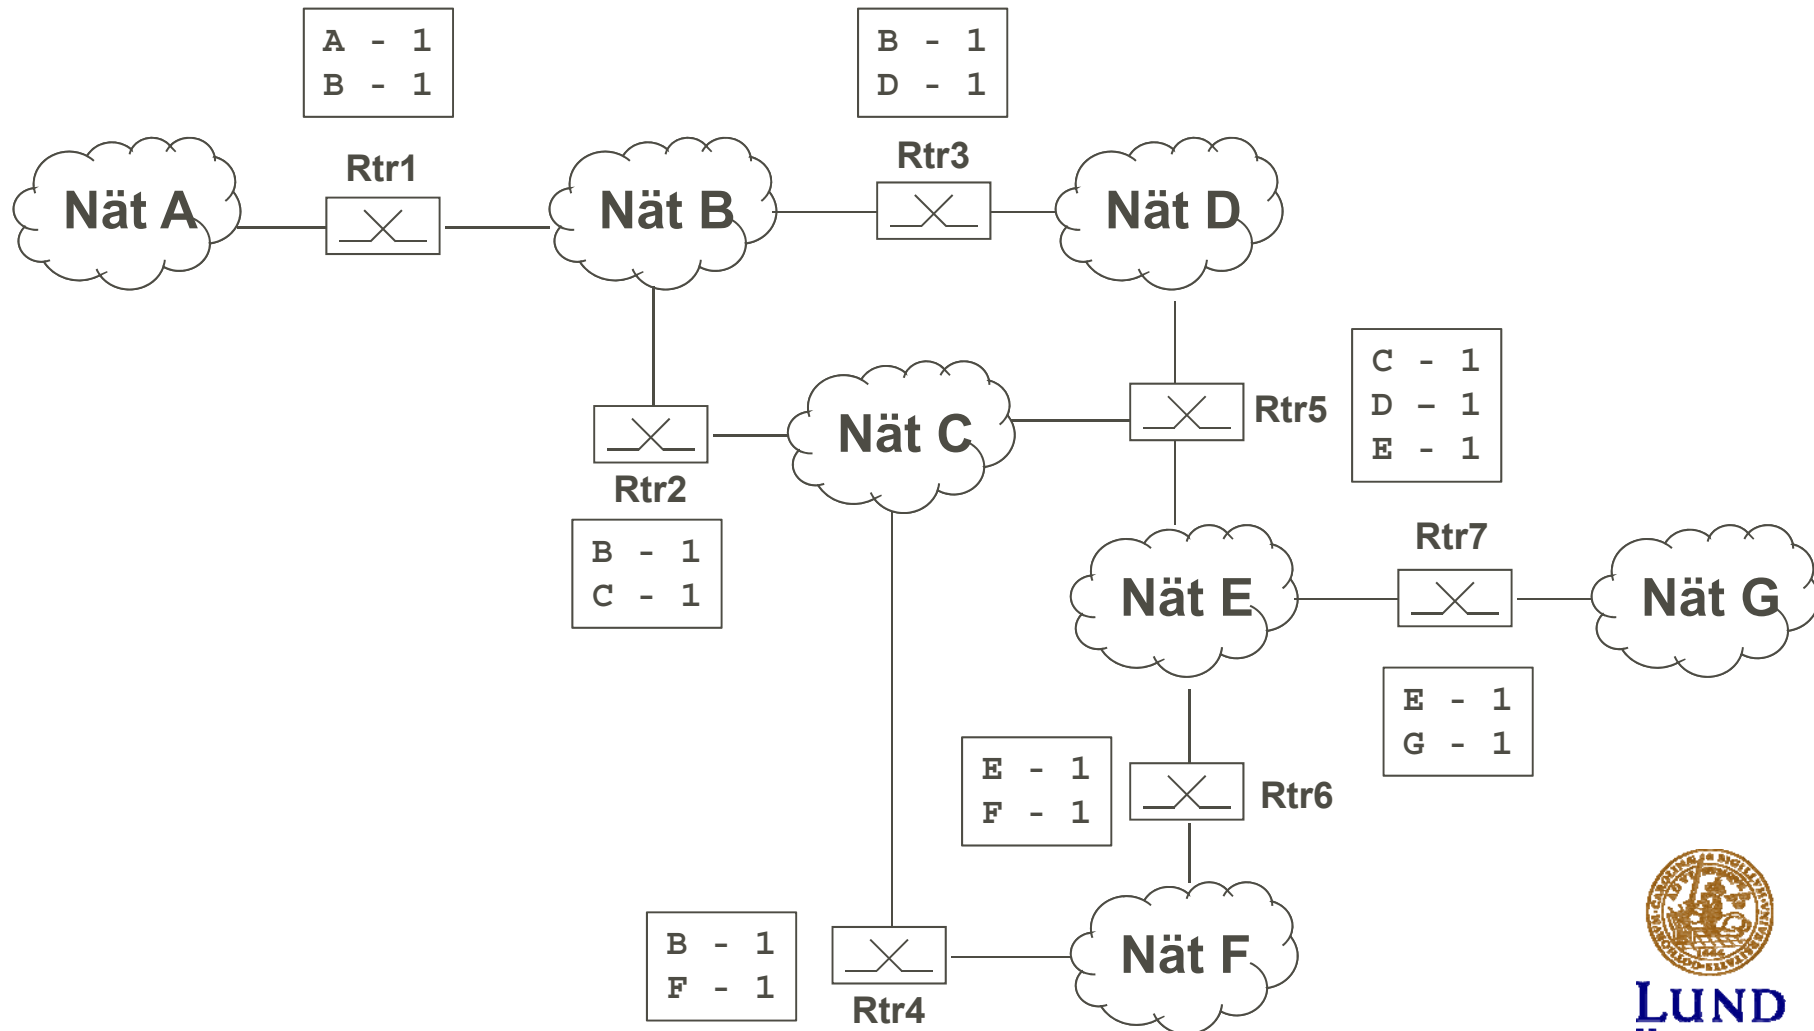 A - 1
B - 1
B - 1
D - 1
Rtr1
Rtr3
Nät A
Nät B
Nät D
C - 1
D – 1
E - 1
Rtr5
Nät C
Rtr2
B - 1
C - 1
Rtr7
Nät E
Nät G
E - 1
G - 1
E - 1
F - 1
Rtr6
B - 1
F - 1
Rtr4
Nät F
LUND